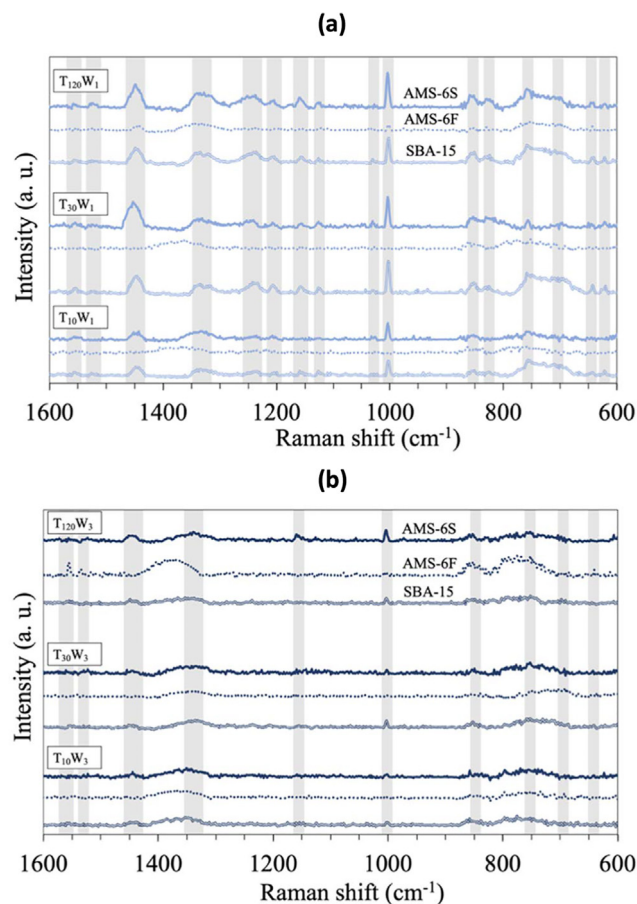 (a)
T₁₂₀W₁
AMS-6S
AMS-6F
SBA-15
T₃₀W₁
T₁₀W₁
Intensity (a. u.)
1600 1400 1200 1000 800 600
Raman shift (cm⁻¹)
(b)
T₁₂₀W₃
AMS-6S
AMS-6F
SBA-15
T₃₀W₃
T₁₀W₃
Intensity (a. u.)
1600 1400 1200 1000 800 600
Raman shift (cm⁻¹)